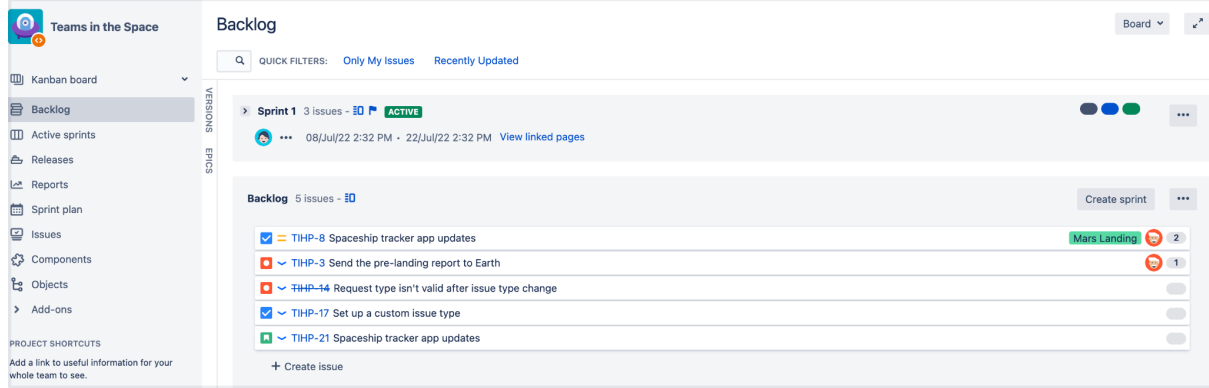 Teams in the Space
Kanban board
Backlog
Active sprints
Releases
Reports
Sprint plan
Issues
Components
Objects
Add-ons
PROJECT SHORTCUTS
Add a link to useful information for your
whole team to see.
Backlog
Board
QUICK FILTERS: Only My Issues Recently Updated
VERSIONS
EPICS
Sprint 1 3 issues - ACTIVE
08/Jul/22 2:32 PM • 22/Jul/22 2:32 PM View linked pages
Backlog 5 issues -
Create sprint
TIHP-8 Spaceship tracker app updates Mars Landing 2
TIHP-3 Send the pre-landing report to Earth 1
TIHP-14 Request type isn't valid after issue type change
TIHP-17 Set up a custom issue type
TIHP-21 Spaceship tracker app updates
+ Create issue